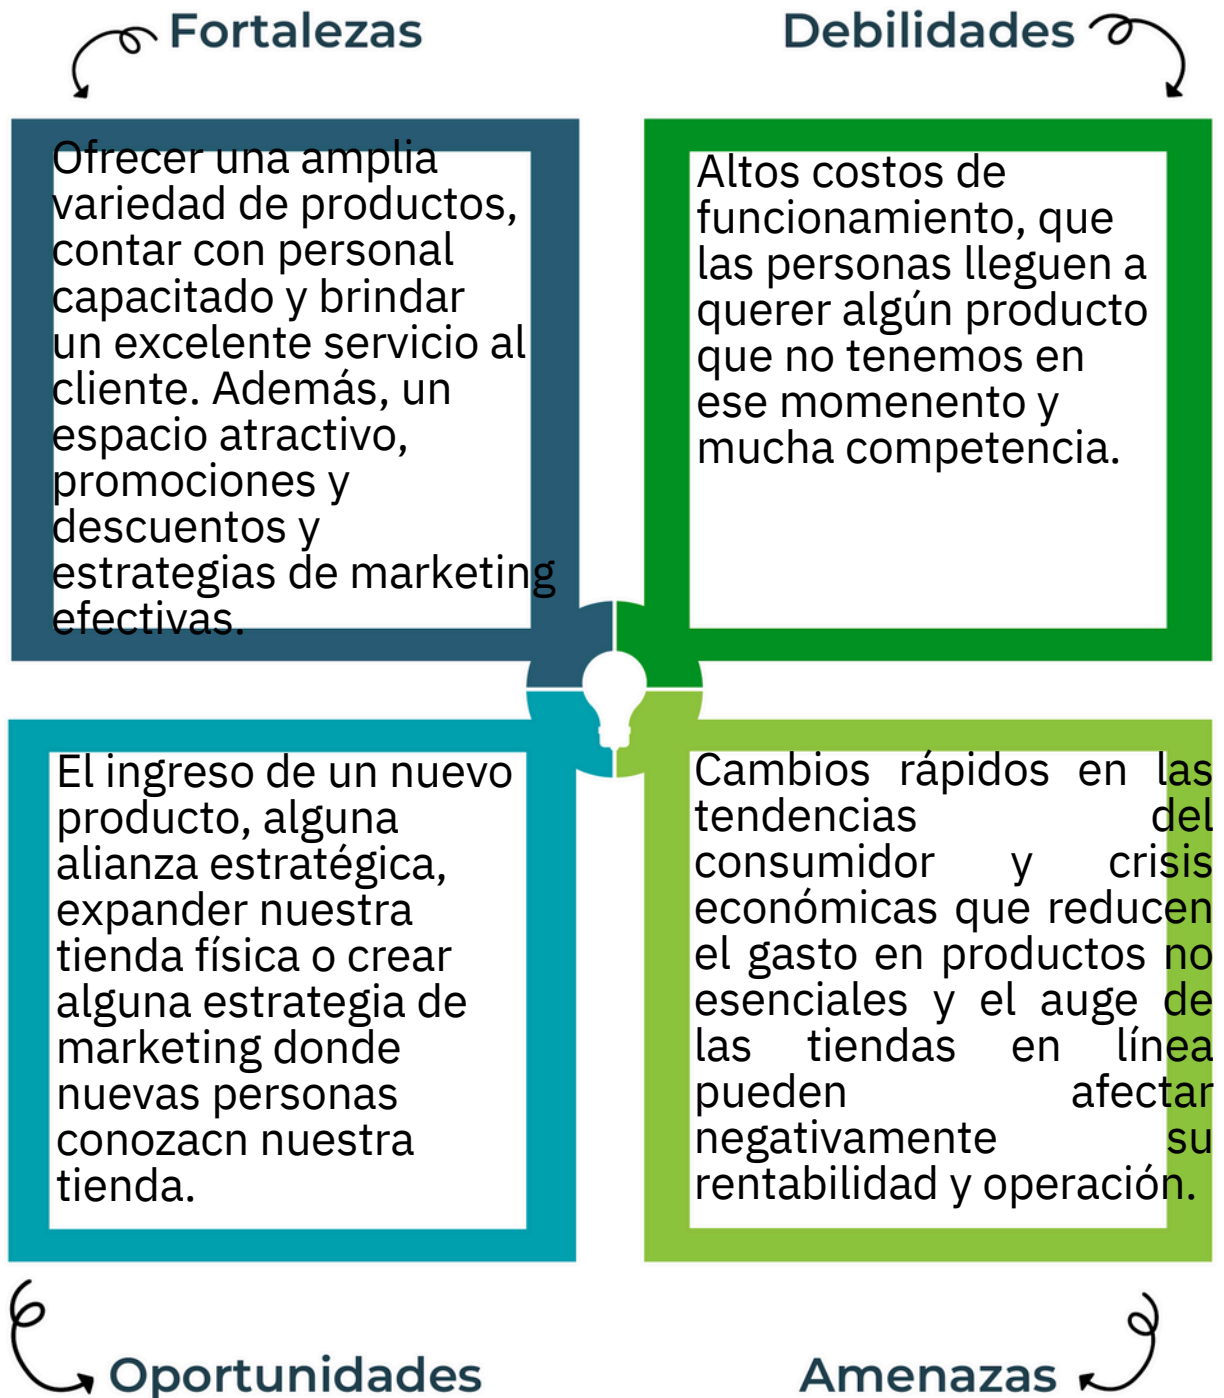 Fortalezas
Debilidades
Ofrecer una amplia
variedad de productos,
contar con personal
capacitado y brindar
un excelente servicio al
cliente. Además, un
espacio atractivo,
promociones y
descuentos y
estrategias de marketing
efectivas.
Altos costos de
funcionamiento, que
las personas lleguen a
querer algún producto
que no tenemos en
ese momenento y
mucha competencia.
El ingreso de un nuevo
producto, alguna
alianza estratégica,
expander nuestra
tienda física o crear
alguna estrategia de
marketing donde
nuevas personas
conozacn nuestra
tienda.
Cambios rápidos en las
tendencias del
consumidor y crisis
económicas que reducen
el gasto en productos no
esenciales y el auge de
las tiendas en línea
pueden afectar
negativamente su
rentabilidad y operación.
Oportunidades
Amenazas